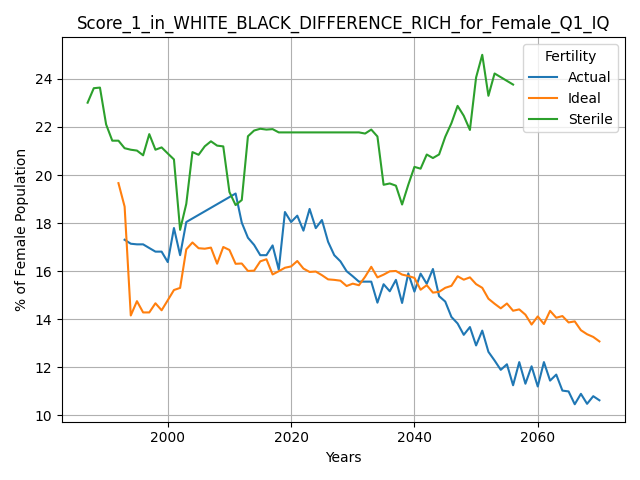 Score_1_in_WHITE_BLACK_DIFFERENCE_RICH_for_Female_Q1_IQ
Fertility
Actual
Ideal
Sterile
% of Female Population
24
22
20
18
16
14
12
10
2000
2020
2040
2060
Years